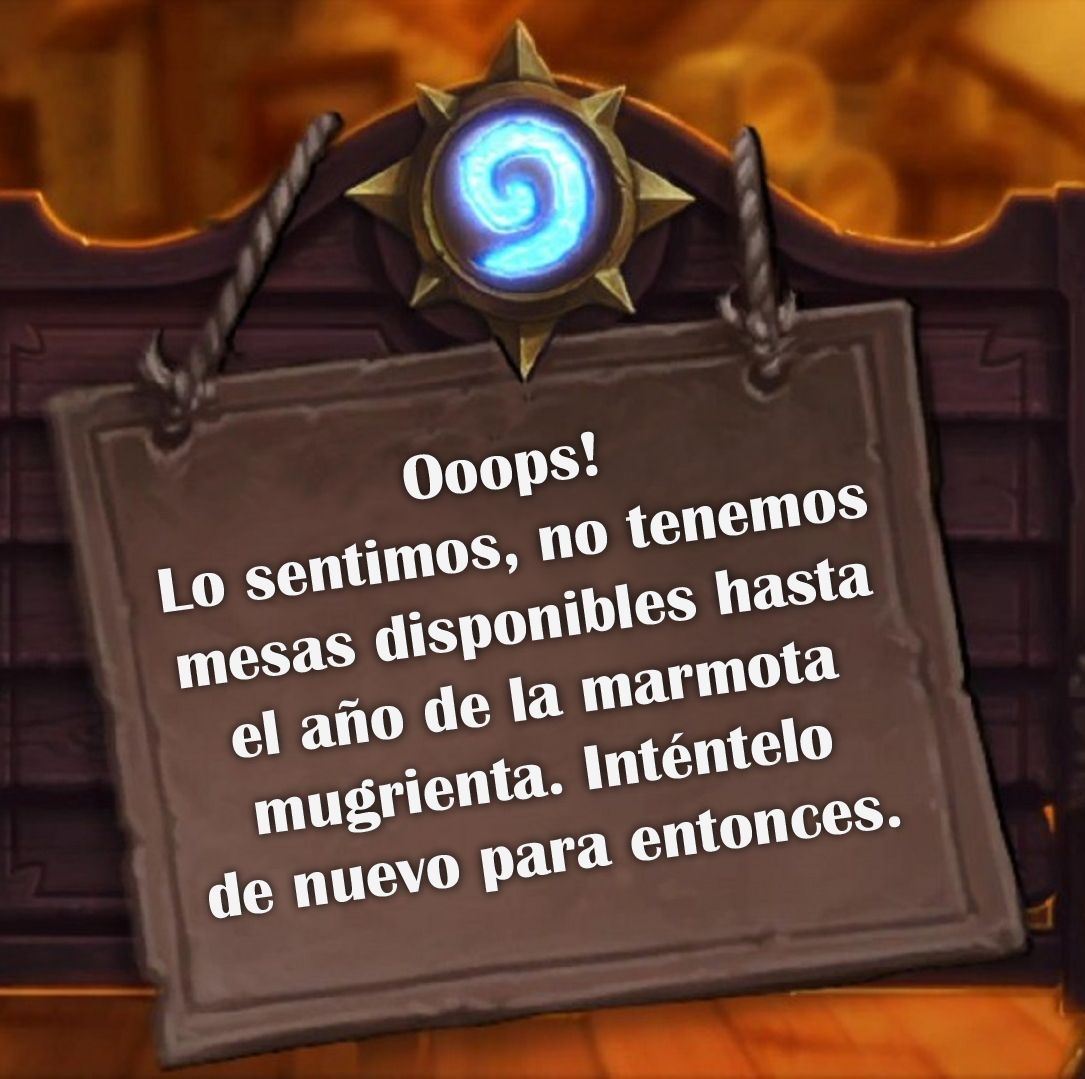 Ooops!
Lo sentimos, no tenemos
mesas disponibles hasta
el año de la marmota
mugrienta. Inténtelo
de nuevo para entonces.